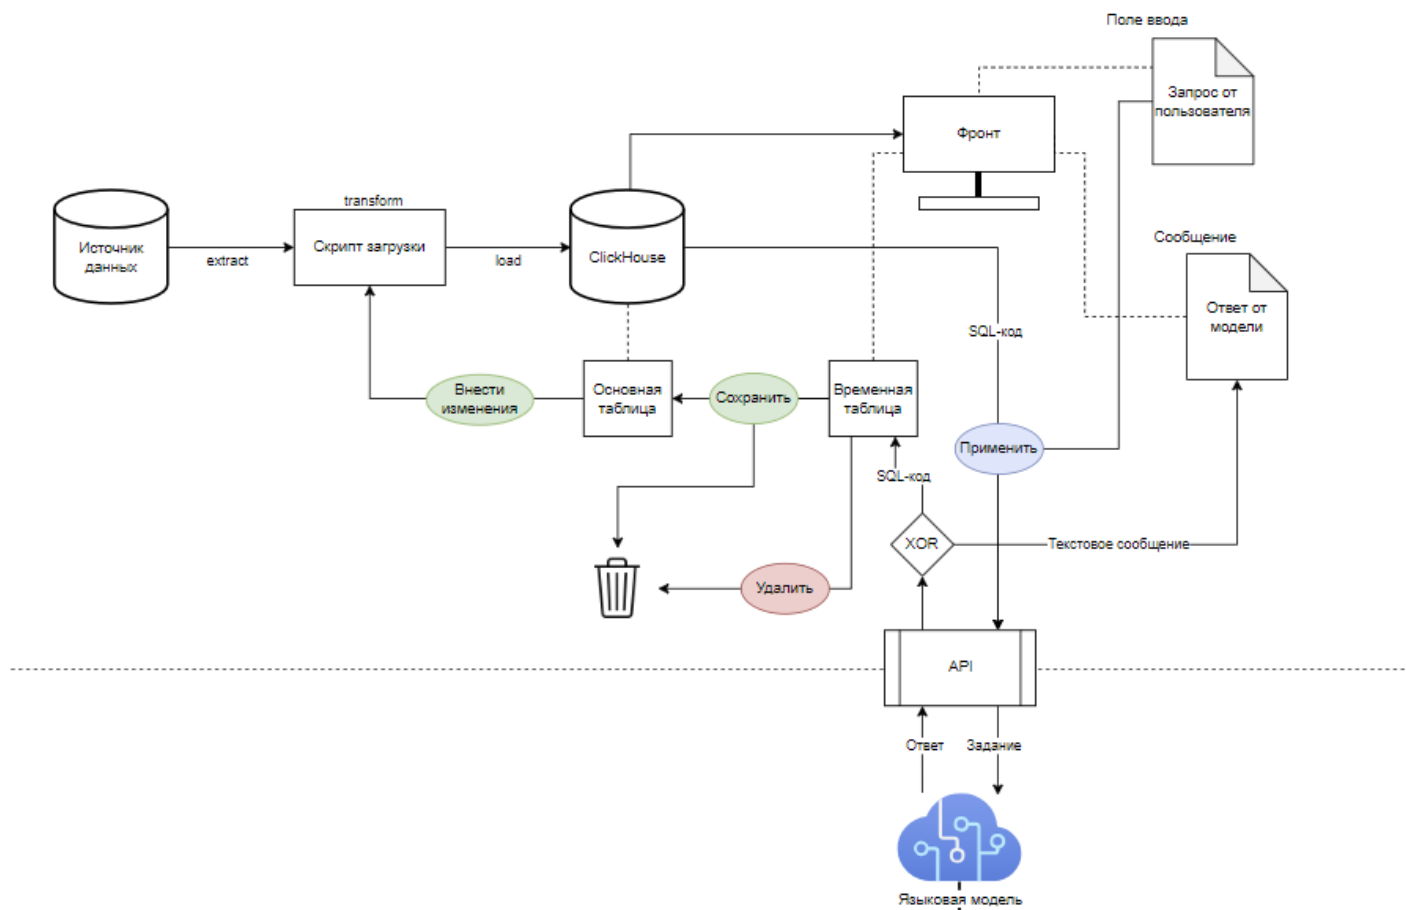 Поле ввода
Запрос от
пользователя
Фронт
transform
Источник
данных
extract
Скрипт загрузки
load
ClickHouse
Сообщение
Ответ от
модели
SQL-код
Внести
изменения
Основная
таблица
Сохранить
Временная
таблица
Применить
SQL-код
XOR
Текстовое сообщение
Удалить
API
Ответ
Задание
Языковая модель